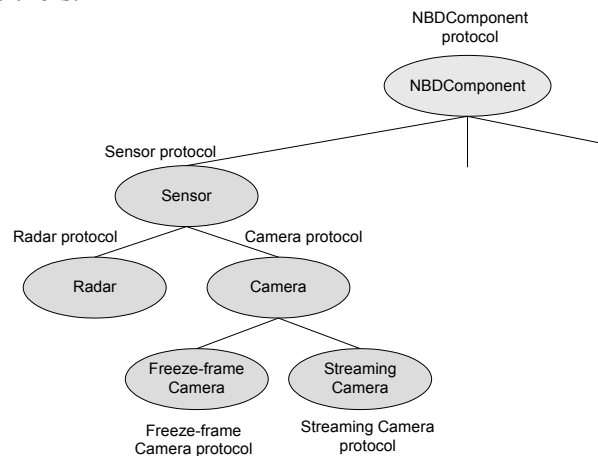 NBDComponent
protocol
NBDComponent
Sensor protocol
Sensor
Radar protocol
Camera protocol
Radar
Camera
Freeze-frame
Camera
Streaming
Camera
Freeze-frame
Camera protocol
Streaming Camera
protocol